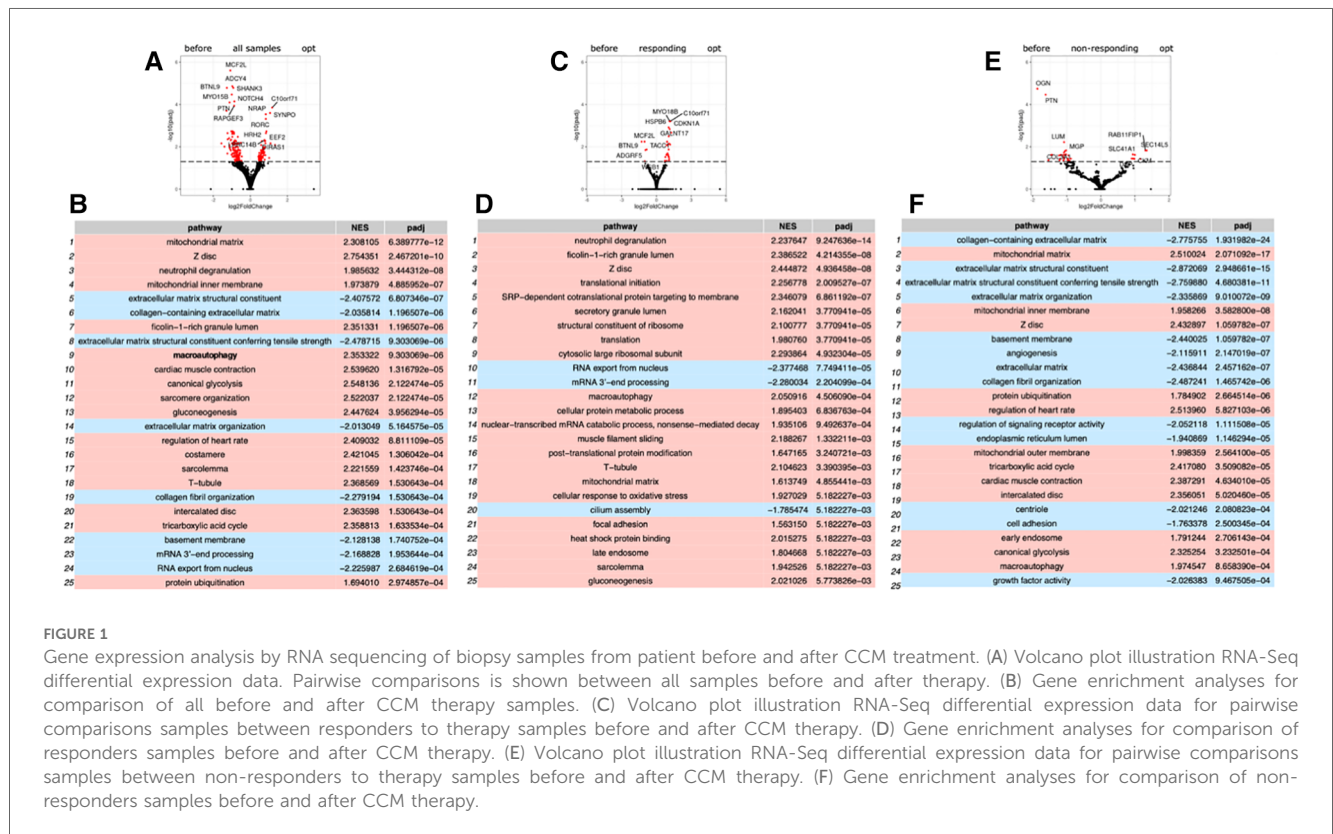 A
before all samples opt
MCF2L
ADCY4
BTNL9 SHANK3
MYO15B NOTCH4 C10orf71
PTN NRAP SYNPO
RAPGEF3
RORC
HRH2 EEF2
-log10(padj)
6
4
2
0
-2 0 2
log2FoldChange
C
before responding opt
MYO18B C10orf71
HSPB6 CDKN1A
MCF2L GALNT17
BTNL9 TACC
ADGRF5
-log10(padj)
6
4
2
0
-6 -3 0 3 6
log2FoldChange
E
before non-responding opt
OGN
PTN
LUM RAB11FIP1
MGP SLC41A1 SEC14L5
-log10(padj)
6
4
2
0
-2 -1 0 1 2
log2FoldChange
B
pathway NES padj
1 mitochondrial matrix 2.308105 6.389777e-12
2 Z disc 2.754351 2.467201e-10
3 neutrophil degranulation 1.985632 3.444312e-08
4 mitochondrial inner membrane 1.973879 4.885952e-07
5 extracellular matrix structural constituent −2.407572 6.807346e-07
6 collagen−containing extracellular matrix −2.035814 1.196507e-06
7 ficolin−1−rich granule lumen 2.351331 1.196507e-06
8 extracellular matrix structural constituent conferring tensile strength −2.478715 9.303069e-06
9 macroautophagy 2.353322 9.303069e-06
10 cardiac muscle contraction 2.539620 1.316792e-05
11 canonical glycolysis 2.548136 2.122474e-05
12 sarcomere organization 2.522037 2.122474e-05
13 gluconeogenesis 2.447624 3.956294e-05
14 extracellular matrix organization −2.013049 5.164575e-05
15 regulation of heart rate 2.409032 8.811109e-05
16 costamere 2.421045 1.306042e-04
17 sarcolemma 2.221559 1.423746e-04
18 T−tubule 2.368569 1.530643e-04
19 collagen fibril organization −2.279194 1.530643e-04
20 intercalated disc 2.363598 1.530643e-04
21 tricarboxylic acid cycle 2.358813 1.633534e-04
22 basement membrane −2.128138 1.740752e-04
23 mRNA 3'−end processing −2.168828 1.953644e-04
24 RNA export from nucleus −2.225987 2.684619e-04
25 protein ubiquitination 1.694010 2.974857e-04
D
pathway NES padj
1 neutrophil degranulation 2.237647 9.247636e-14
2 ficolin−1−rich granule lumen 2.386522 4.214355e-08
3 Z disc 2.444872 4.936458e-08
4 translational initiation 2.256778 2.009527e-07
5 SRP−dependent cotranslational protein targeting to membrane 2.346079 6.861192e-07
6 secretory granule lumen 2.162041 3.770941e-05
7 structural constituent of ribosome 2.100777 3.770941e-05
8 translation 1.980760 3.770941e-05
9 cytosolic large ribosomal subunit 2.293864 4.932304e-05
10 RNA export from nucleus −2.377468 7.749411e-05
11 mRNA 3'−end processing −2.280034 2.204099e-04
12 macroautophagy 2.050916 4.506090e-04
13 cellular protein metabolic process 1.895403 6.836763e-04
14 nuclear−transcribed mRNA catabolic process, nonsense−mediated decay 1.935106 9.492637e-04
15 muscle filament sliding 2.188267 1.332211e-03
16 post−translational protein modification 1.647165 3.240721e-03
17 T−tubule 2.104623 3.390395e-03
18 mitochondrial matrix 1.613749 4.855441e-03
19 cellular response to oxidative stress 1.927029 5.182227e-03
20 cilium assembly −1.785474 5.182227e-03
21 focal adhesion 1.563150 5.182227e-03
22 heat shock protein binding 2.015275 5.182227e-03
23 late endosome 1.804668 5.182227e-03
24 sarcolemma 1.942526 5.182227e-03
25 gluconeogenesis 2.021026 5.773826e-03
F
pathway NES padj
1 collagen−containing extracellular matrix −2.775755 1.931982e-24
2 mitochondrial matrix 2.510024 2.071092e-17
3 extracellular matrix structural constituent −2.872069 2.948661e-15
4 extracellular matrix structural constituent conferring tensile strength −2.759880 4.680381e-11
5 extracellular matrix organization −2.335869 9.010072e-09
6 mitochondrial inner membrane 1.958266 3.582800e-08
7 Z disc 2.432897 1.059782e-07
8 basement membrane −2.440025 1.059782e-07
9 angiogenesis −2.115911 2.147019e-07
10 extracellular matrix −2.436844 2.457162e-07
11 collagen fibril organization −2.487241 1.465742e-06
12 protein ubiquitination 1.784902 2.664514e-06
13 regulation of heart rate 2.513960 5.827103e-06
14 regulation of signaling receptor activity −2.052118 1.111508e-05
15 endoplasmic reticulum lumen −1.940869 1.146294e-05
16 mitochondrial outer membrane 1.998359 2.564100e-05
17 tricarboxylic acid cycle 2.417080 3.509082e-05
18 cardiac muscle contraction 2.387291 4.634010e-05
19 intercalated disc 2.356051 5.020460e-05
20 centriole −2.021246 2.080823e-04
21 cell adhesion −1.763378 2.500345e-04
22 early endosome 1.791244 2.706143e-04
23 canonical glycolysis 2.325254 3.232501e-04
24 macroautophagy 1.974547 8.658390e-04
25 growth factor activity −2.026383 9.467505e-04
FIGURE 1
Gene expression analysis by RNA sequencing of biopsy samples from patient before and after CCM treatment. (A) Volcano plot illustration RNA-Seq
differential expression data. Pairwise comparisons is shown between all samples before and after therapy. (B) Gene enrichment analyses for
comparison of all before and after CCM therapy samples. (C) Volcano plot illustration RNA-Seq differential expression data for pairwise
comparisons samples between responders to therapy samples before and after CCM therapy. (D) Gene enrichment analyses for comparison of
responders samples before and after CCM therapy. (E) Volcano plot illustration RNA-Seq differential expression data for pairwise comparisons
samples between non-responders to therapy samples before and after CCM therapy. (F) Gene enrichment analyses for comparison of non-
responders samples before and after CCM therapy.